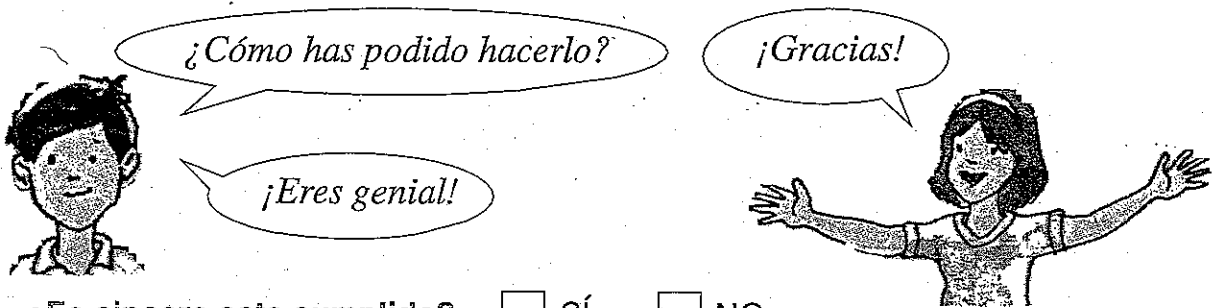 ¿Cómo has podido hacerlo?
¡Gracias!
¡Eres genial!
¿Es sincero este cumplido? SÍ NO